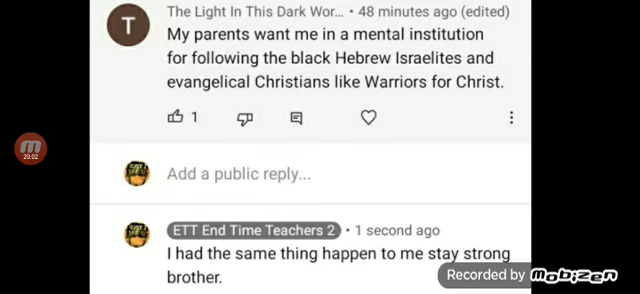 T
The Light In This Dark Wor... • 48 minutes ago (edited)
My parents want me in a mental institution
for following the black Hebrew Israelites and
evangelical Christians like Warriors for Christ.
1
20:02
Add a public reply...
ETT End Time Teachers 2 • 1 second ago
I had the same thing happen to me stay strong
brother.
Recorded by mobizen